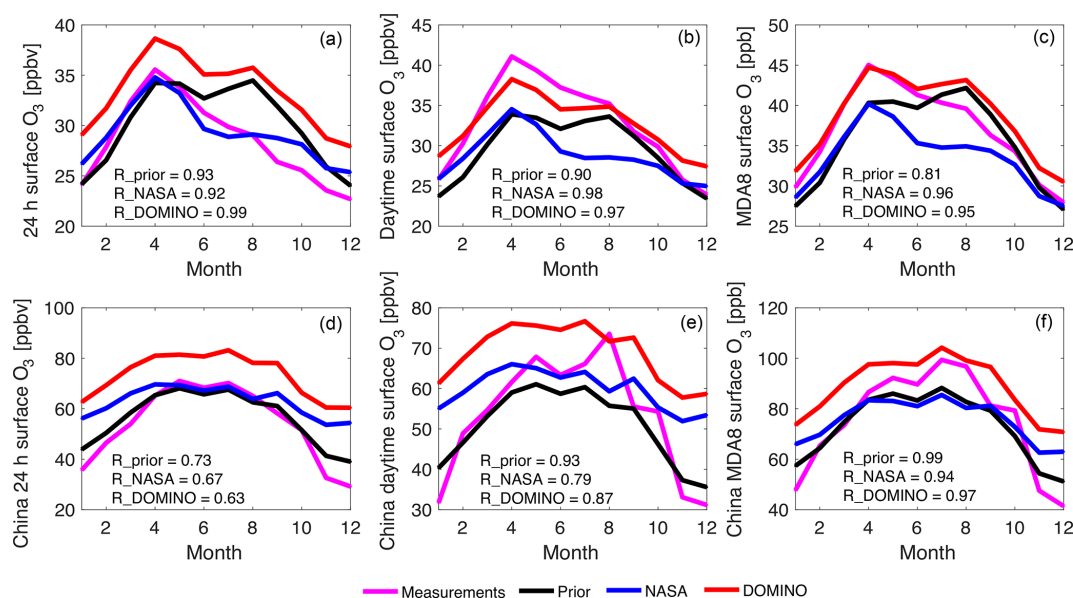 (a)
24 h surface O3 [ppbv]
40
35
30
25
20
R_prior = 0.93
R_NASA = 0.92
R_DOMINO = 0.99
2 4 6 8 10 12
Month
(b)
Daytime surface O3 [ppbv]
45
40
35
30
25
20
R_prior = 0.90
R_NASA = 0.98
R_DOMINO = 0.97
2 4 6 8 10 12
Month
(c)
MDA8 surface O3 [ppb]
50
45
40
35
30
25
R_prior = 0.81
R_NASA = 0.96
R_DOMINO = 0.95
2 4 6 8 10 12
Month
(d)
China 24 h surface O3 [ppbv]
100
80
60
40
20
R_prior = 0.73
R_NASA = 0.67
R_DOMINO = 0.63
2 4 6 8 10 12
Month
(e)
China daytime surface O3 [ppbv]
80
70
60
50
40
30
R_prior = 0.93
R_NASA = 0.79
R_DOMINO = 0.87
2 4 6 8 10 12
Month
(f)
China MDA8 surface O3 [ppb]
120
100
80
60
40
R_prior = 0.99
R_NASA = 0.94
R_DOMINO = 0.97
2 4 6 8 10 12
Month
Measurements Prior NASA DOMINO